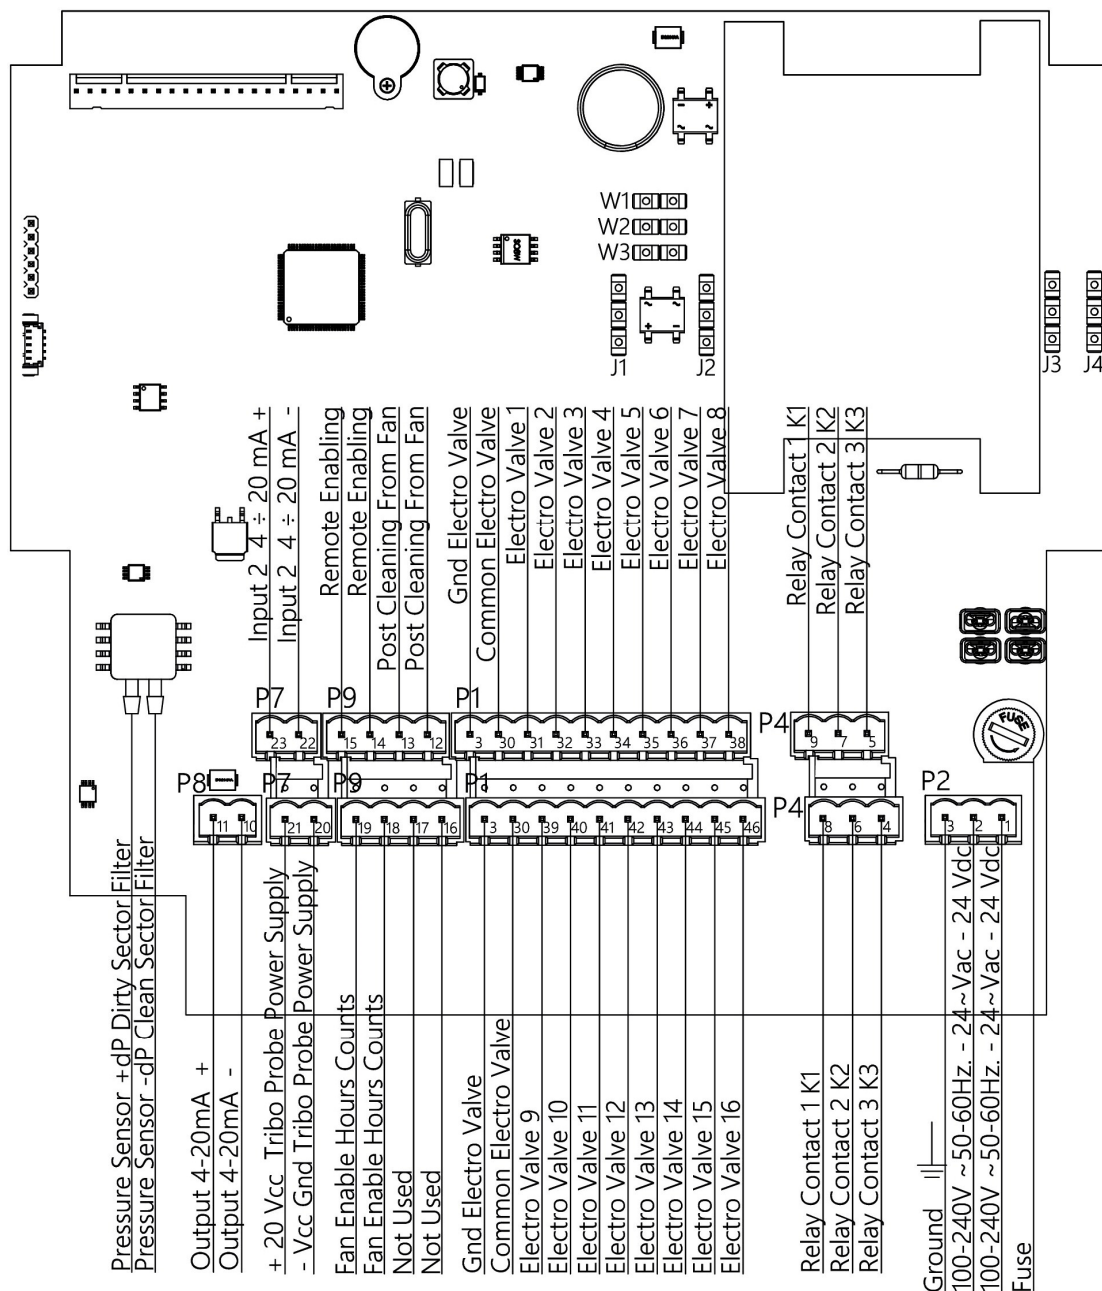 W1
W2
W3
SO8W
J1
J2
J3
J4
- +
~ ~
~ ~
+ -
Input 2  4 ÷ 20 mA +
Input 2  4 ÷ 20 mA -
Remote Enabling
Remote Enabling
Post Cleaning From Fan
Post Cleaning From Fan
Gnd Electro Valve
Common Electro Valve
Electro Valve 1
Electro Valve 2
Electro Valve 3
Electro Valve 4
Electro Valve 5
Electro Valve 6
Electro Valve 7
Electro Valve 8
Relay Contact 1 K1
Relay Contact 2 K2
Relay Contact 3 K3
P7
P9
P1
P4
FUSE
23 22
15 14 13 12
3 30 31 32 33 34 35 36 37 38
9 7 5
P8
P7
P9
P1
P4
P2
11 10
21 20
19 18 17 16
3 30 39 40 41 42 43 44 45 46
8 6 4
3 2 1
Pressure Sensor +dP Dirty Sector Filter
Pressure Sensor -dP Clean Sector Filter
Output 4-20mA  +
Output 4-20mA  -
+ 20 Vcc Tribo Probe Power Supply
- Vcc Gnd Tribo Probe Power Supply
Fan Enable Hours Counts
Fan Enable Hours Counts
Not Used
Not Used
Gnd Electro Valve
Common Electro Valve
Electro Valve 9
Electro Valve 10
Electro Valve 11
Electro Valve 12
Electro Valve 13
Electro Valve 14
Electro Valve 15
Electro Valve 16
Relay Contact 1 K1
Relay Contact 2 K2
Relay Contact 3 K3
Ground
100-240V ~50-60Hz. - 24~Vac - 24 Vdc
100-240V ~50-60Hz. - 24~Vac - 24 Vdc
Fuse